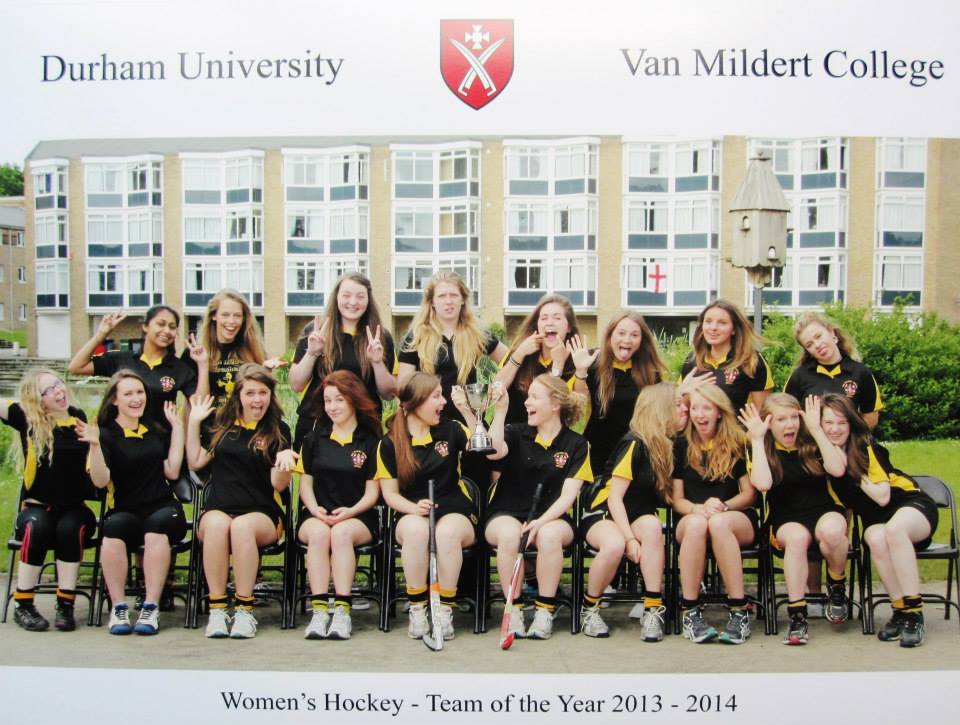 Durham University
Van Mildert College
Women's Hockey - Team of the Year 2013 - 2014